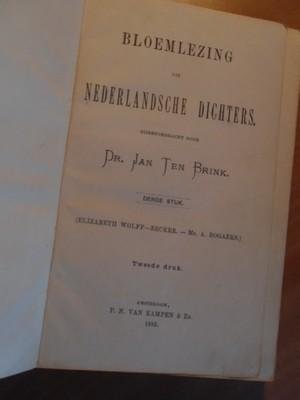 BLOEMLEZING
UIT
NEDERLANDSCHE DICHTERS.
BIJEENGEBRACHT DOOR
DR. JAN TEN BRINK.
DERDE STUK.
(ELIZABETH WOLFF—BEKKER. — MR. A. BOGAERS.)
Tweede druk.
AMSTERDAM,
P. N. VAN KAMPEN & ZN.